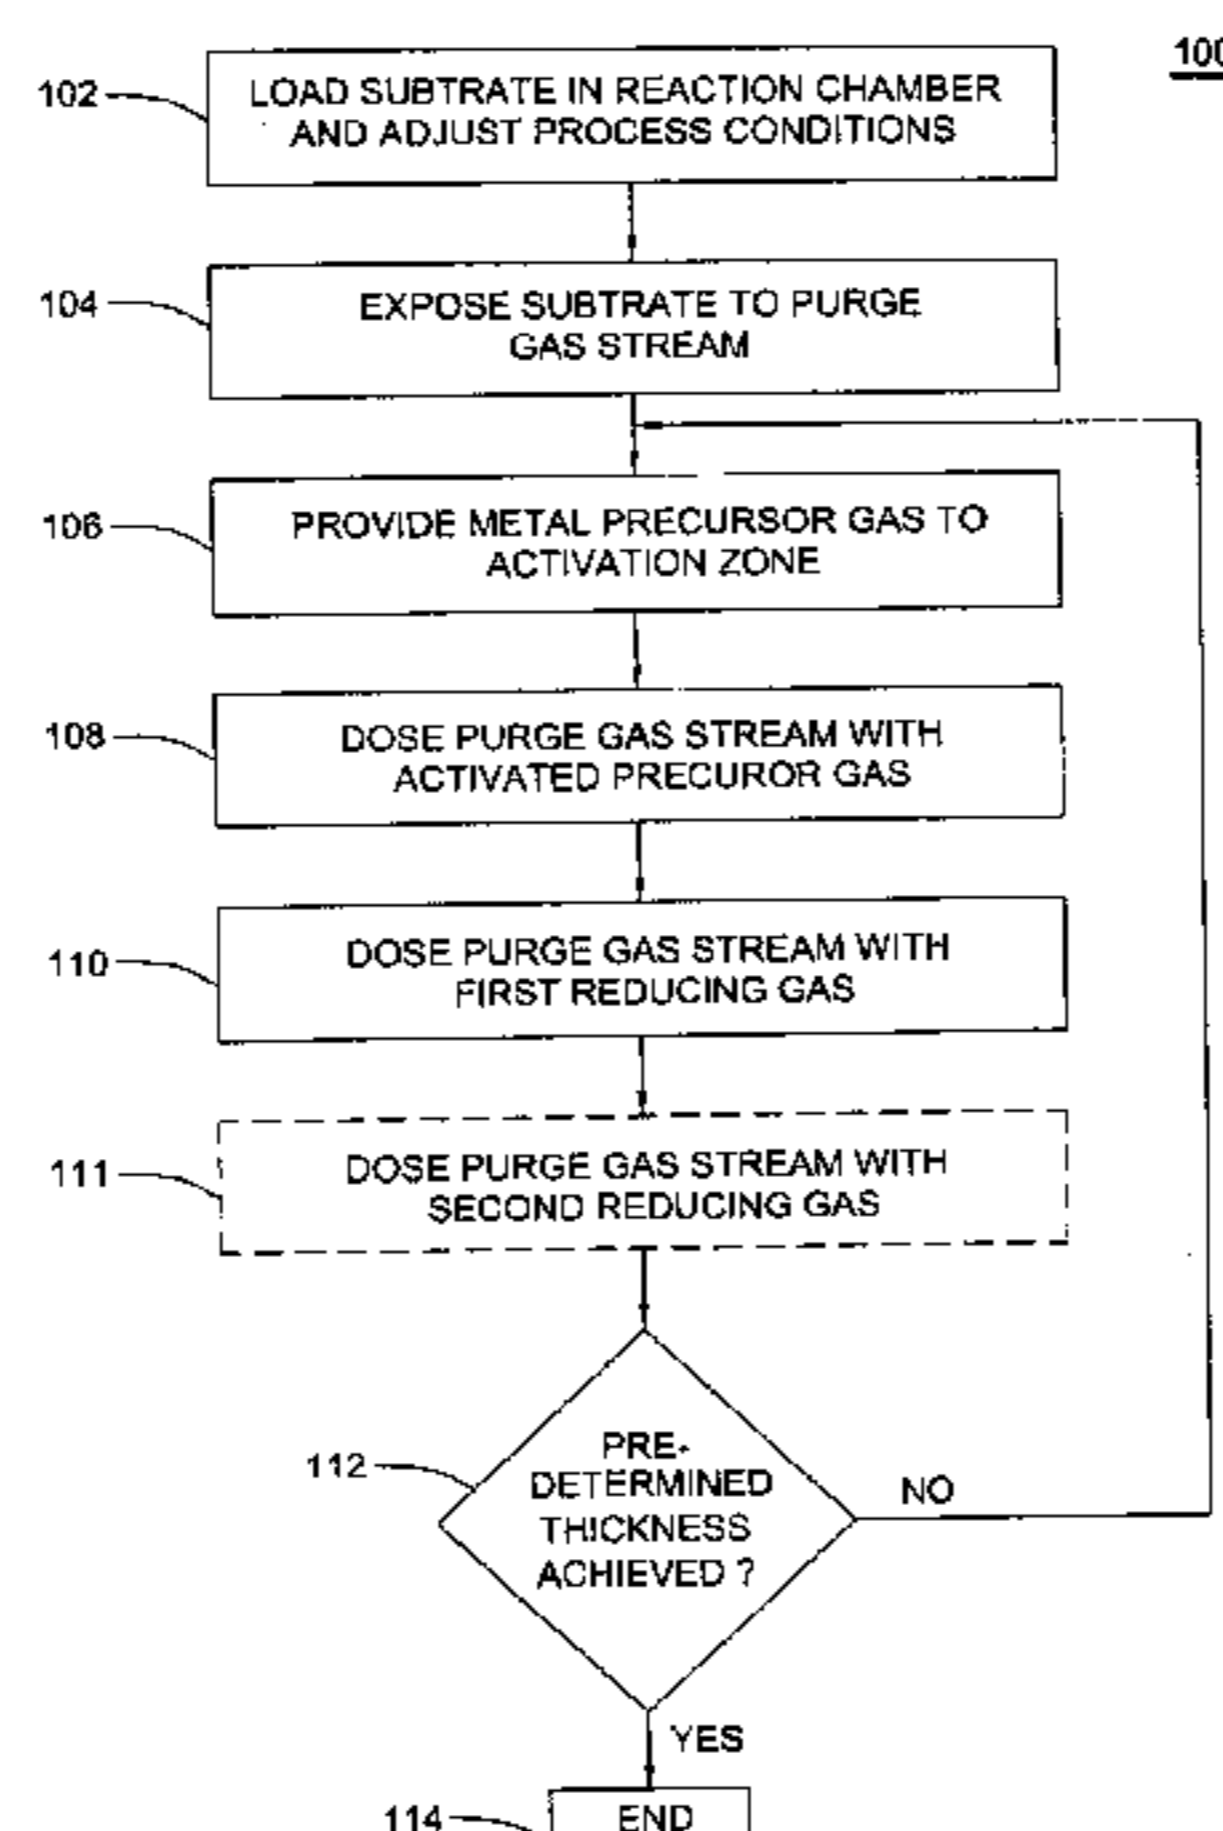 100
102
LOAD SUBTRATE IN REACTION CHAMBER
AND ADJUST PROCESS CONDITIONS
104
EXPOSE SUBTRATE TO PURGE
GAS STREAM
106
PROVIDE METAL PRECURSOR GAS TO
ACTIVATION ZONE
108
DOSE PURGE GAS STREAM WITH
ACTIVATED PRECUROR GAS
110
DOSE PURGE GAS STREAM WITH
FIRST REDUCING GAS
111
DOSE PURGE GAS STREAM WITH
SECOND REDUCING GAS
112
PRE-
DETERMINED
THICKNESS
ACHIEVED ?
NO
YES
114
END